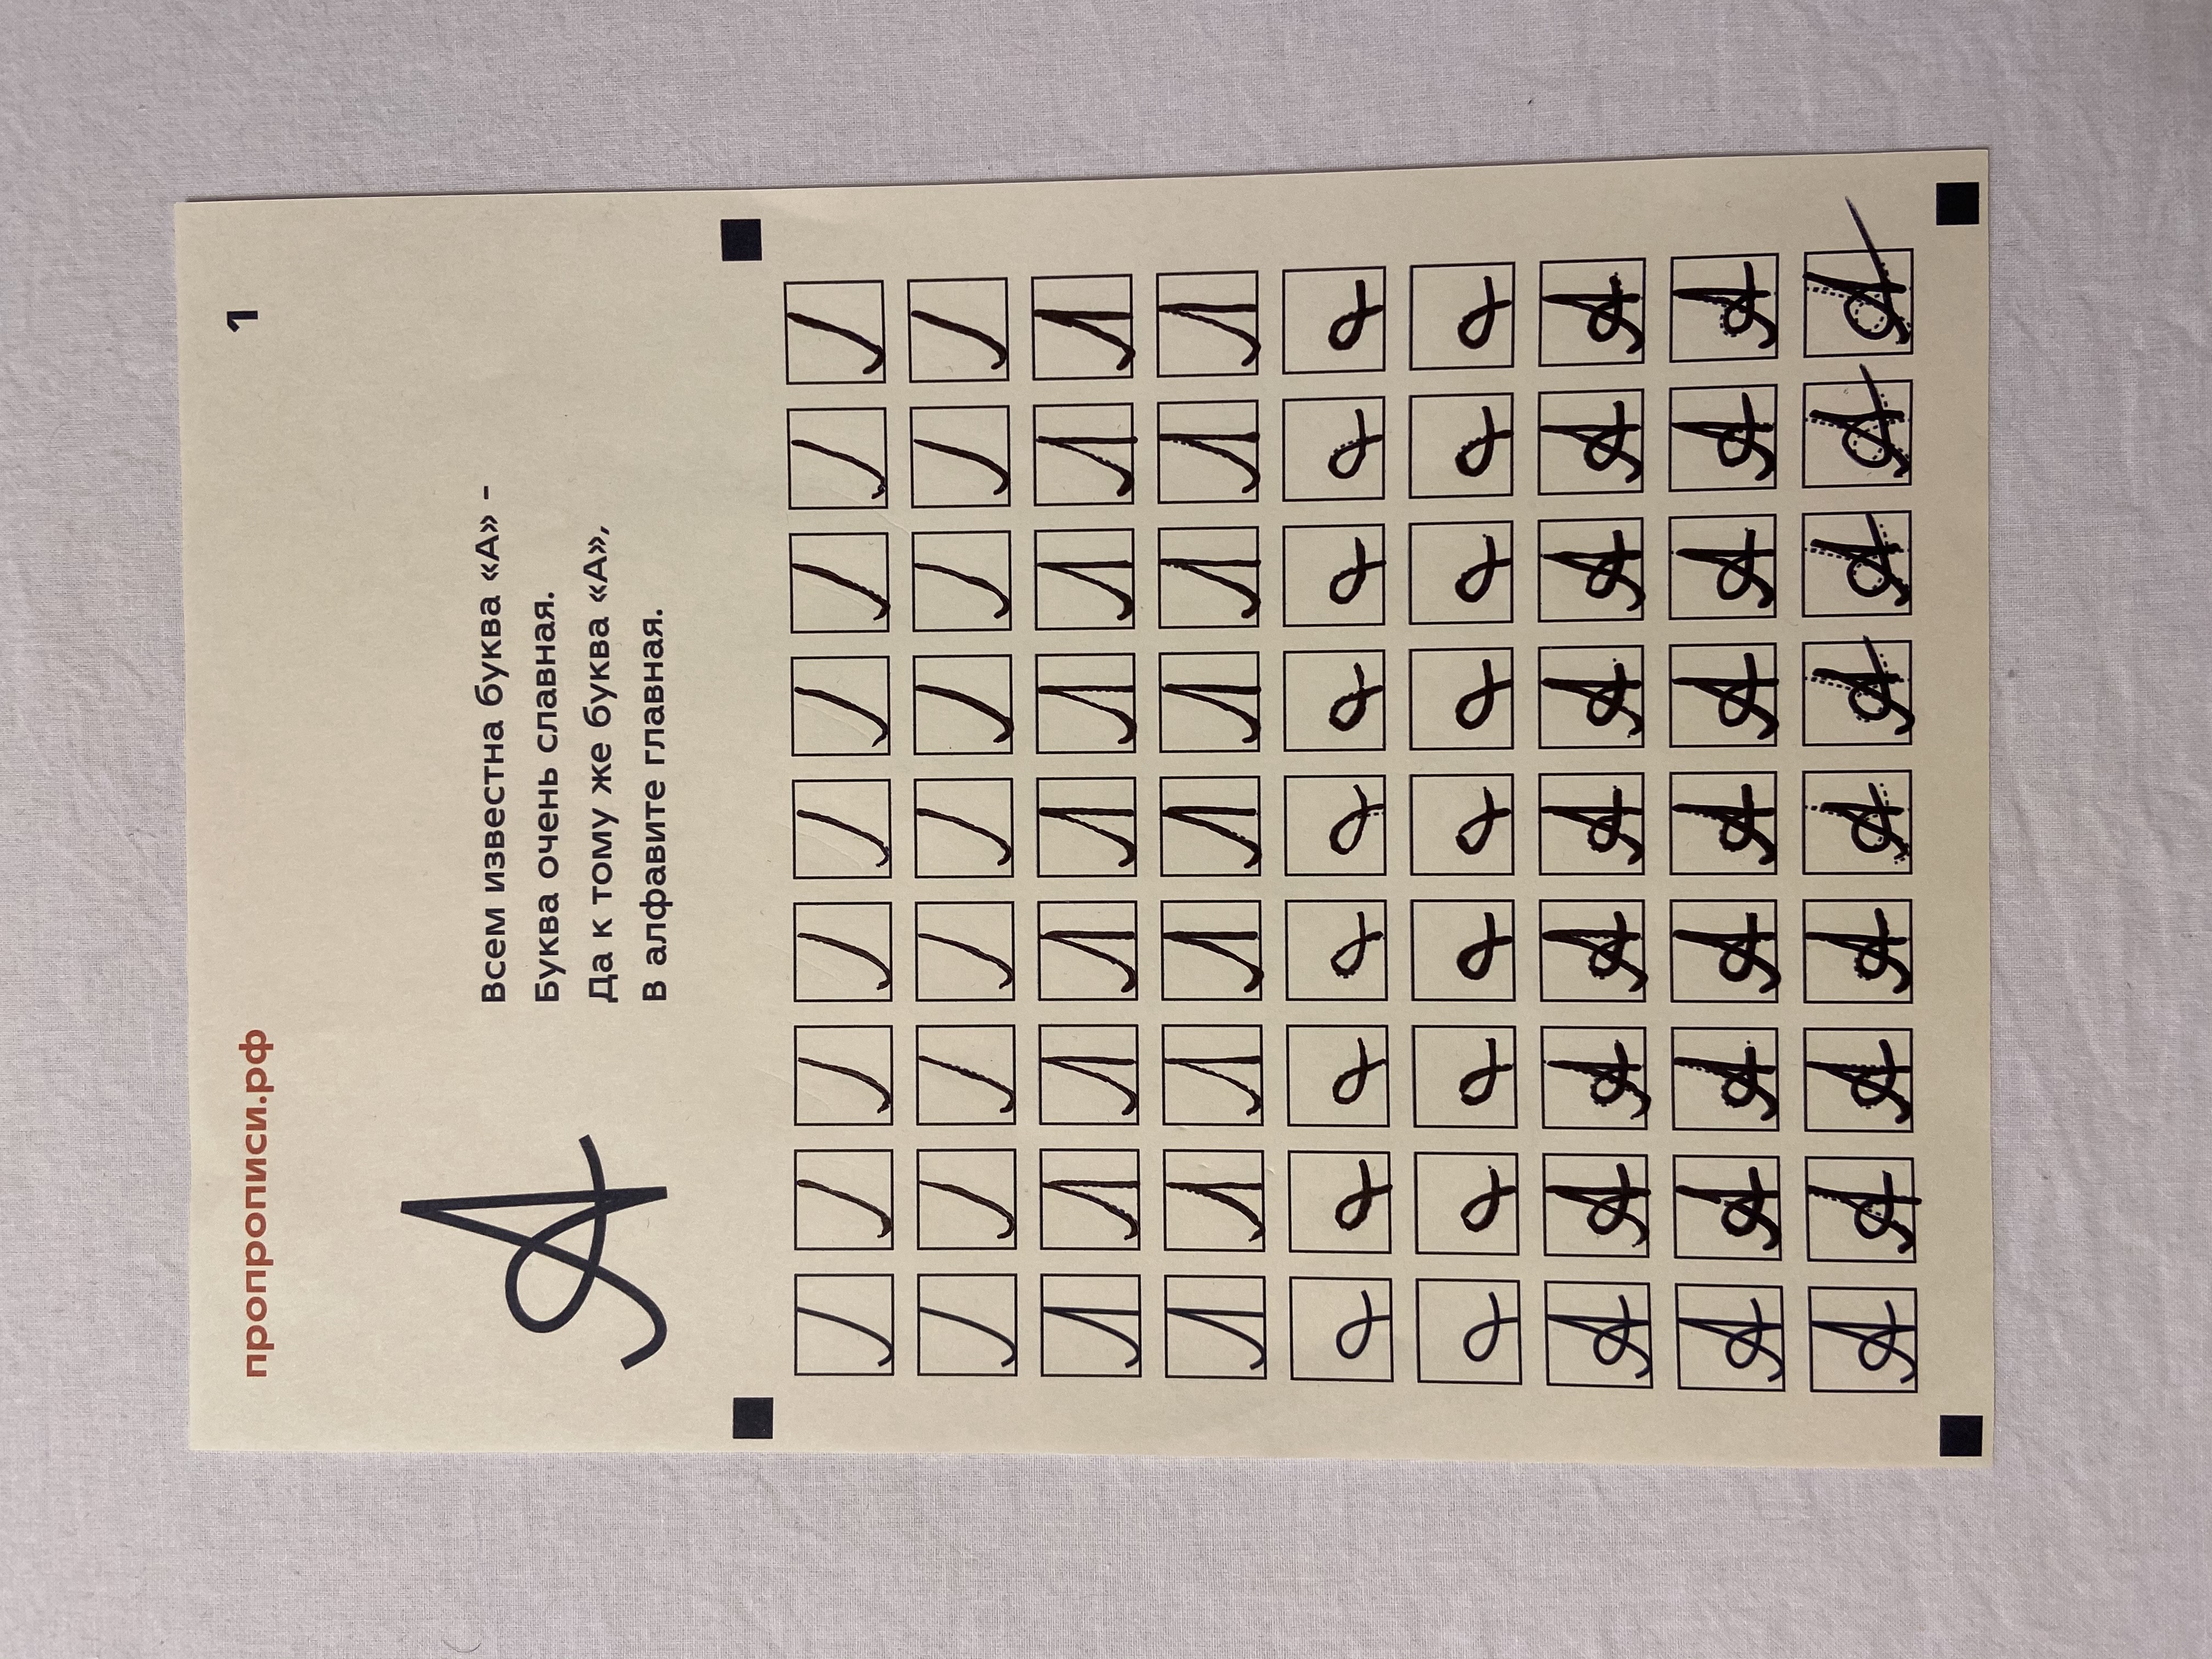 пропрописи.рф
1
А
Всем известна буква «А» -
Буква очень славная.
Да к тому же буква «А»,
В алфавите главная.
А А А А А А А А А
А А А А А А А А А
А А А А А А А А А